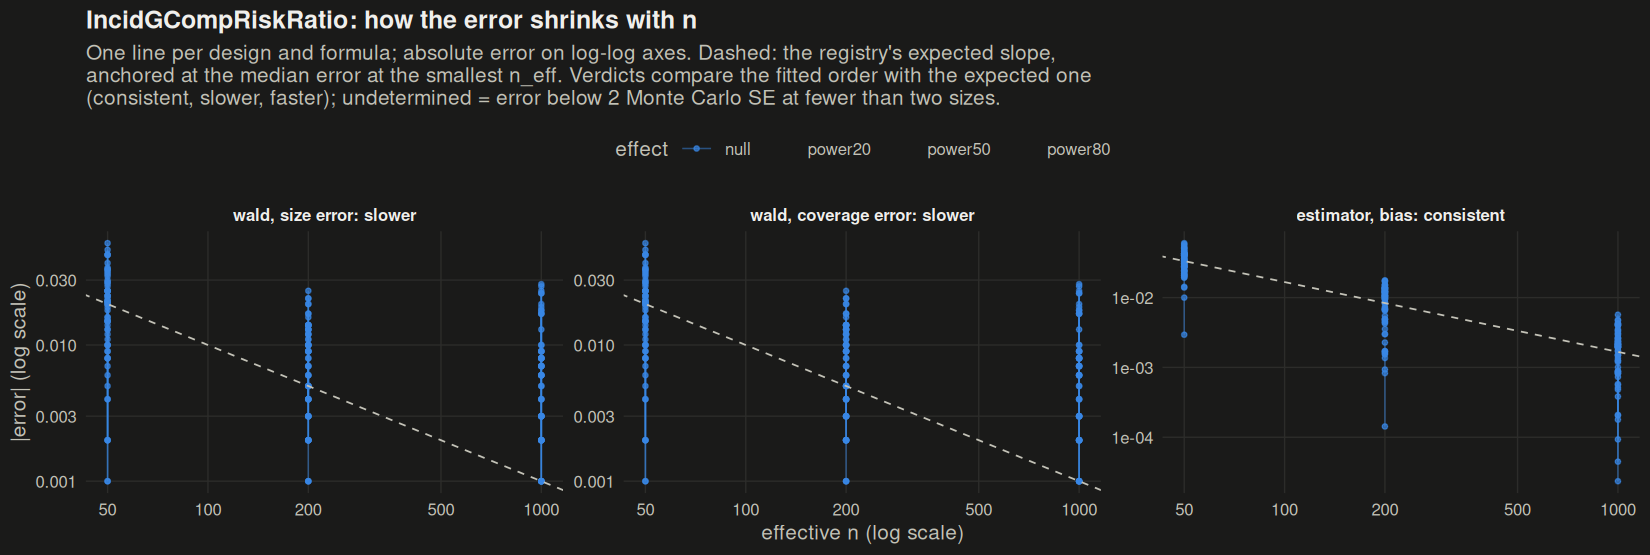 IncidGCompRiskRatio: how the error shrinks with n
One line per design and formula; absolute error on log-log axes. Dashed: the registry's expected slope,
anchored at the median error at the smallest n_eff. Verdicts compare the fitted order with the expected one
(consistent, slower, faster); undetermined = error below 2 Monte Carlo SE at fewer than two sizes.
effect null power20 power50 power80
wald, size error: slower
wald, coverage error: slower
estimator, bias: consistent
|error| (log scale)
0.030
0.010
0.003
0.001
0.030
0.010
0.003
0.001
1e-02
1e-03
1e-04
50 100 200 500 1000
50 100 200 500 1000
50 100 200 500 1000
effective n (log scale)